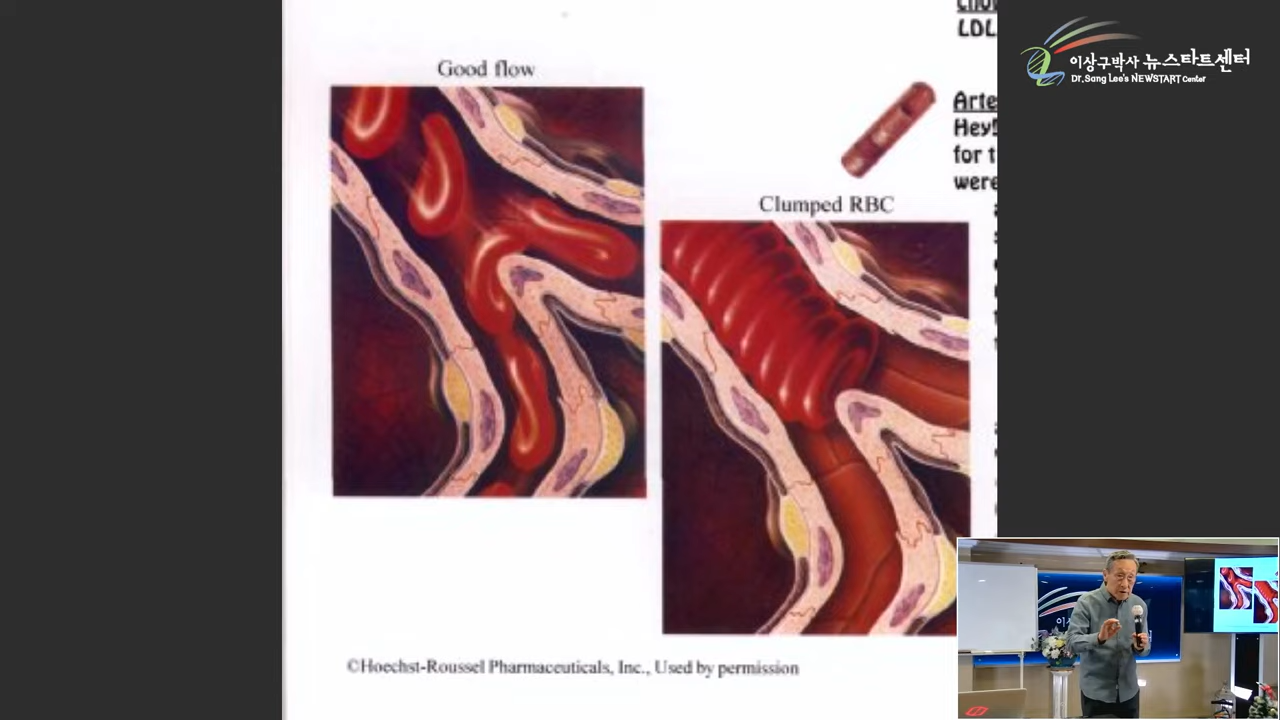 LDL
이상구박사 뉴스타트센터
Dr. Sang Lee's NEWSTART Center
Good flow
Arte
Hey!
for t
were
Clumped RBC
©Hoechst-Roussel Pharmaceuticals, Inc., Used by permission